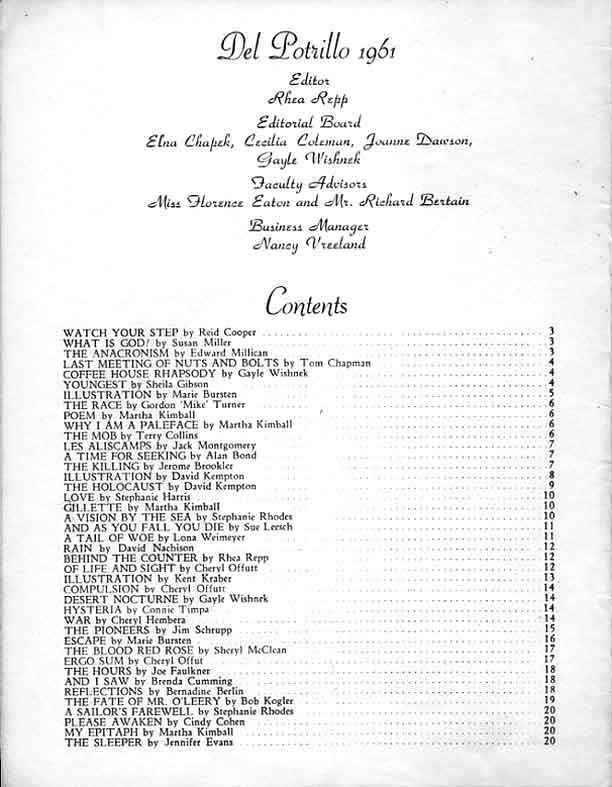 Del Potrillo 1961
Editor
Rhea Repp
Editorial Board
Elna Chapek, Cecilia Coleman, Joanne Dawson,
Gayle Wishnek
Faculty Advisors
Miss Florence Eaton and Mr. Richard Bertain
Business Manager
Nancy Vreeland
Contents
WATCH YOUR STEP by Reid Cooper 3
WHAT IS GOD? by Susan Miller 3
THE ANACRONISM by Edward Millican 3
LAST MEETING OF NUTS AND BOLTS by Tom Chapman 4
COFFEE HOUSE RHAPSODY by Gayle Wishnek 4
YOUNGEST by Sheila Gibson 4
ILLUSTRATION by Marie Bursten 5
THE RACE by Gordon 'Mike' Turner 6
POEM by Martha Kimball 6
WHY I AM A PALEFACE by Martha Kimball 6
THE MOB by Terry Collins 6
LES ALISCAMPS by Jack Montgomery 7
A TIME FOR SEEKING by Alan Bond 7
THE KILLING by Jerome Brookler 7
ILLUSTRATION by David Kempton 8
THE HOLOCAUST by David Kempton 9
LOVE by Stephanie Harris 10
GILLETTE by Martha Kimball 10
A VISION BY THE SEA by Stephanie Rhodes 10
AND AS YOU FALL YOU DIE by Sue Leesch 11
A TAIL OF WOE by Lona Weimeyer 11
RAIN by David Nachison 12
BEHIND THE COUNTER by Rhea Repp 12
OF LIFE AND SIGHT by Cheryl Offutt 12
ILLUSTRATION by Kent Kraber 13
COMPULSION by Cheryl Offutt 14
DESERT NOCTURNE by Gayle Wishnek 14
HYSTERIA by Connie Timpa 14
WAR by Cheryl Hembera 14
THE PIONEERS by Jim Schrupp 15
ESCAPE by Marie Bursten 16
THE BLOOD RED ROSE by Sheryl McClean 17
ERGO SUM by Cheryl Offut 17
THE HOURS by Joe Faulkner 18
AND I SAW by Brenda Cumming 18
REFLECTIONS by Bernadine Berlin 18
THE FATE OF MR. O'LEERY by Bob Kogler 19
A SAILOR'S FAREWELL by Stephanie Rhodes 20
PLEASE AWAKEN by Cindy Cohen 20
MY EPITAPH by Martha Kimball 20
THE SLEEPER by Jennifer Evans 20